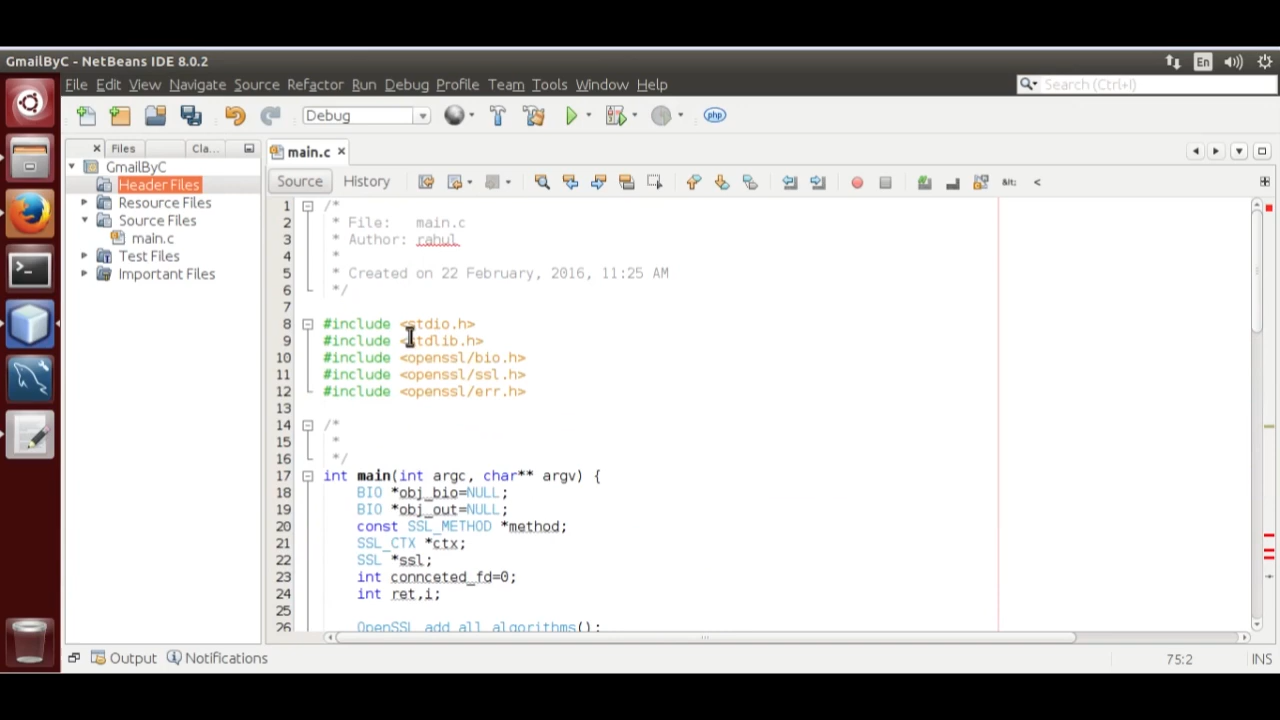 GmailByC - NetBeans IDE 8.0.2
En
File Edit View Navigate Source Refactor Run Debug Profile Team Tools Window Help
Search (Ctrl+I)
Debug
php
Files
Cla...
main.c
GmailByC
Header Files
Resource Files
Source Files
main.c
Test Files
Important Files
Source
History
1 /*
2 * File: main.c
3 * Author: rahul
4 *
5 * Created on 22 February, 2016, 11:25 AM
6 */
7
8 #include <stdio.h>
9 #include <stdlib.h>
10 #include <openssl/bio.h>
11 #include <openssl/ssl.h>
12 #include <openssl/err.h>
13
14 /*
15 *
16 */
17 int main(int argc, char** argv) {
18 BIO *obj_bio=NULL;
19 BIO *obj_out=NULL;
20 const SSL_METHOD *method;
21 SSL_CTX *ctx;
22 SSL *ssl;
23 int connceted_fd=0;
24 int ret,i;
25
26 OpenSSL_add_all_algorithms();
Output
Notifications
75:2
INS